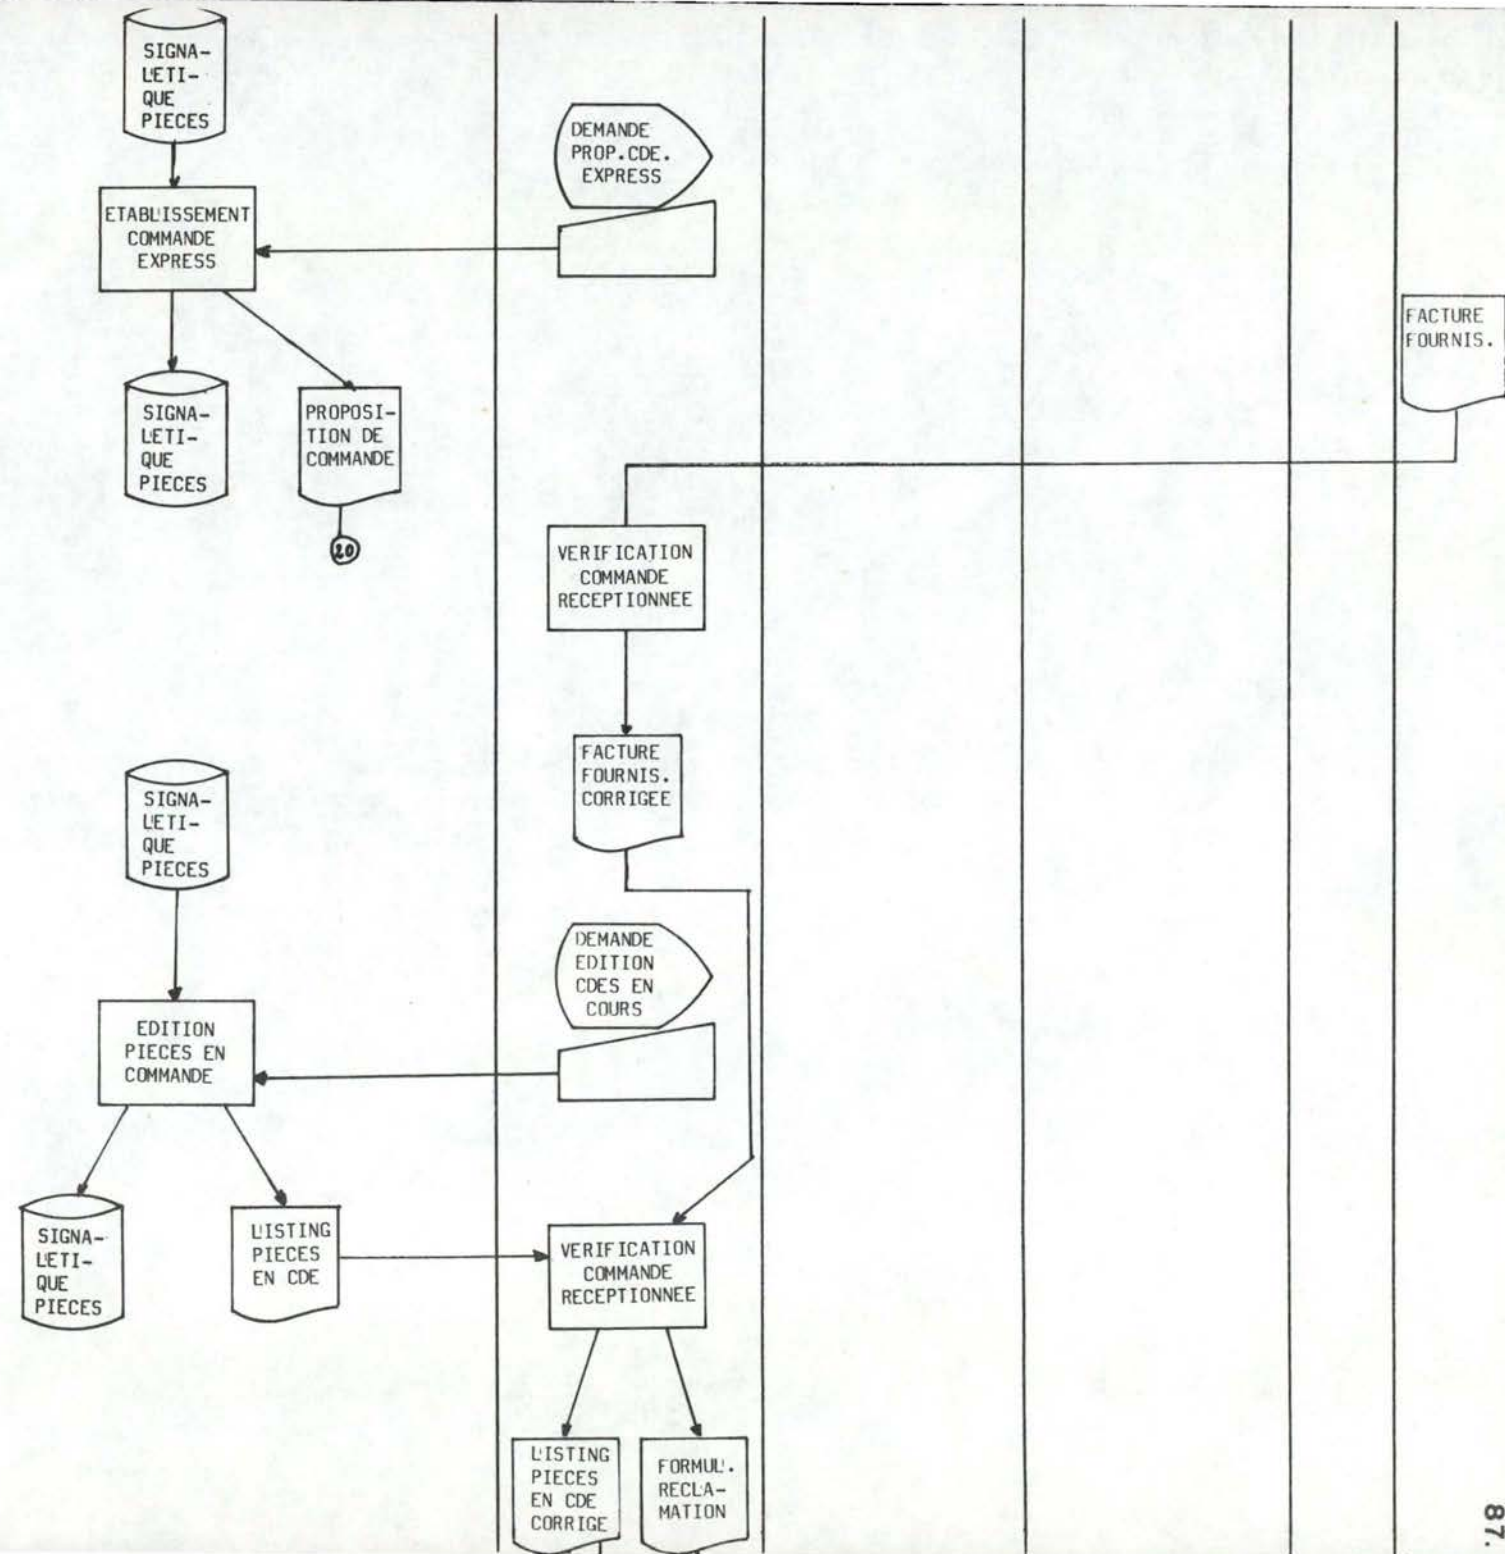 SIGNA-
LETI-
QUE
PIECES
DEMANDE
PROP.CDE.
EXPRESS
ETABLISSEMENT
COMMANDE
EXPRESS
FACTURE
FOURNIS.
SIGNA-
LETI-
QUE
PIECES
PROPOSI-
TION DE
COMMANDE
20
VERIFICATION
COMMANDE
RECEPTIONNEE
FACTURE
FOURNIS.
CORRIGEE
SIGNA-
LETI-
QUE
PIECES
DEMANDE
EDITION
CDES EN
COURS
EDITION
PIECES EN
COMMANDE
SIGNA-
LETI-
QUE
PIECES
LISTING
PIECES
EN CDE
VERIFICATION
COMMANDE
RECEPTIONNEE
LISTING
PIECES
EN CDE
CORRIGE
FORMUL.
RECLA-
MATION
87.